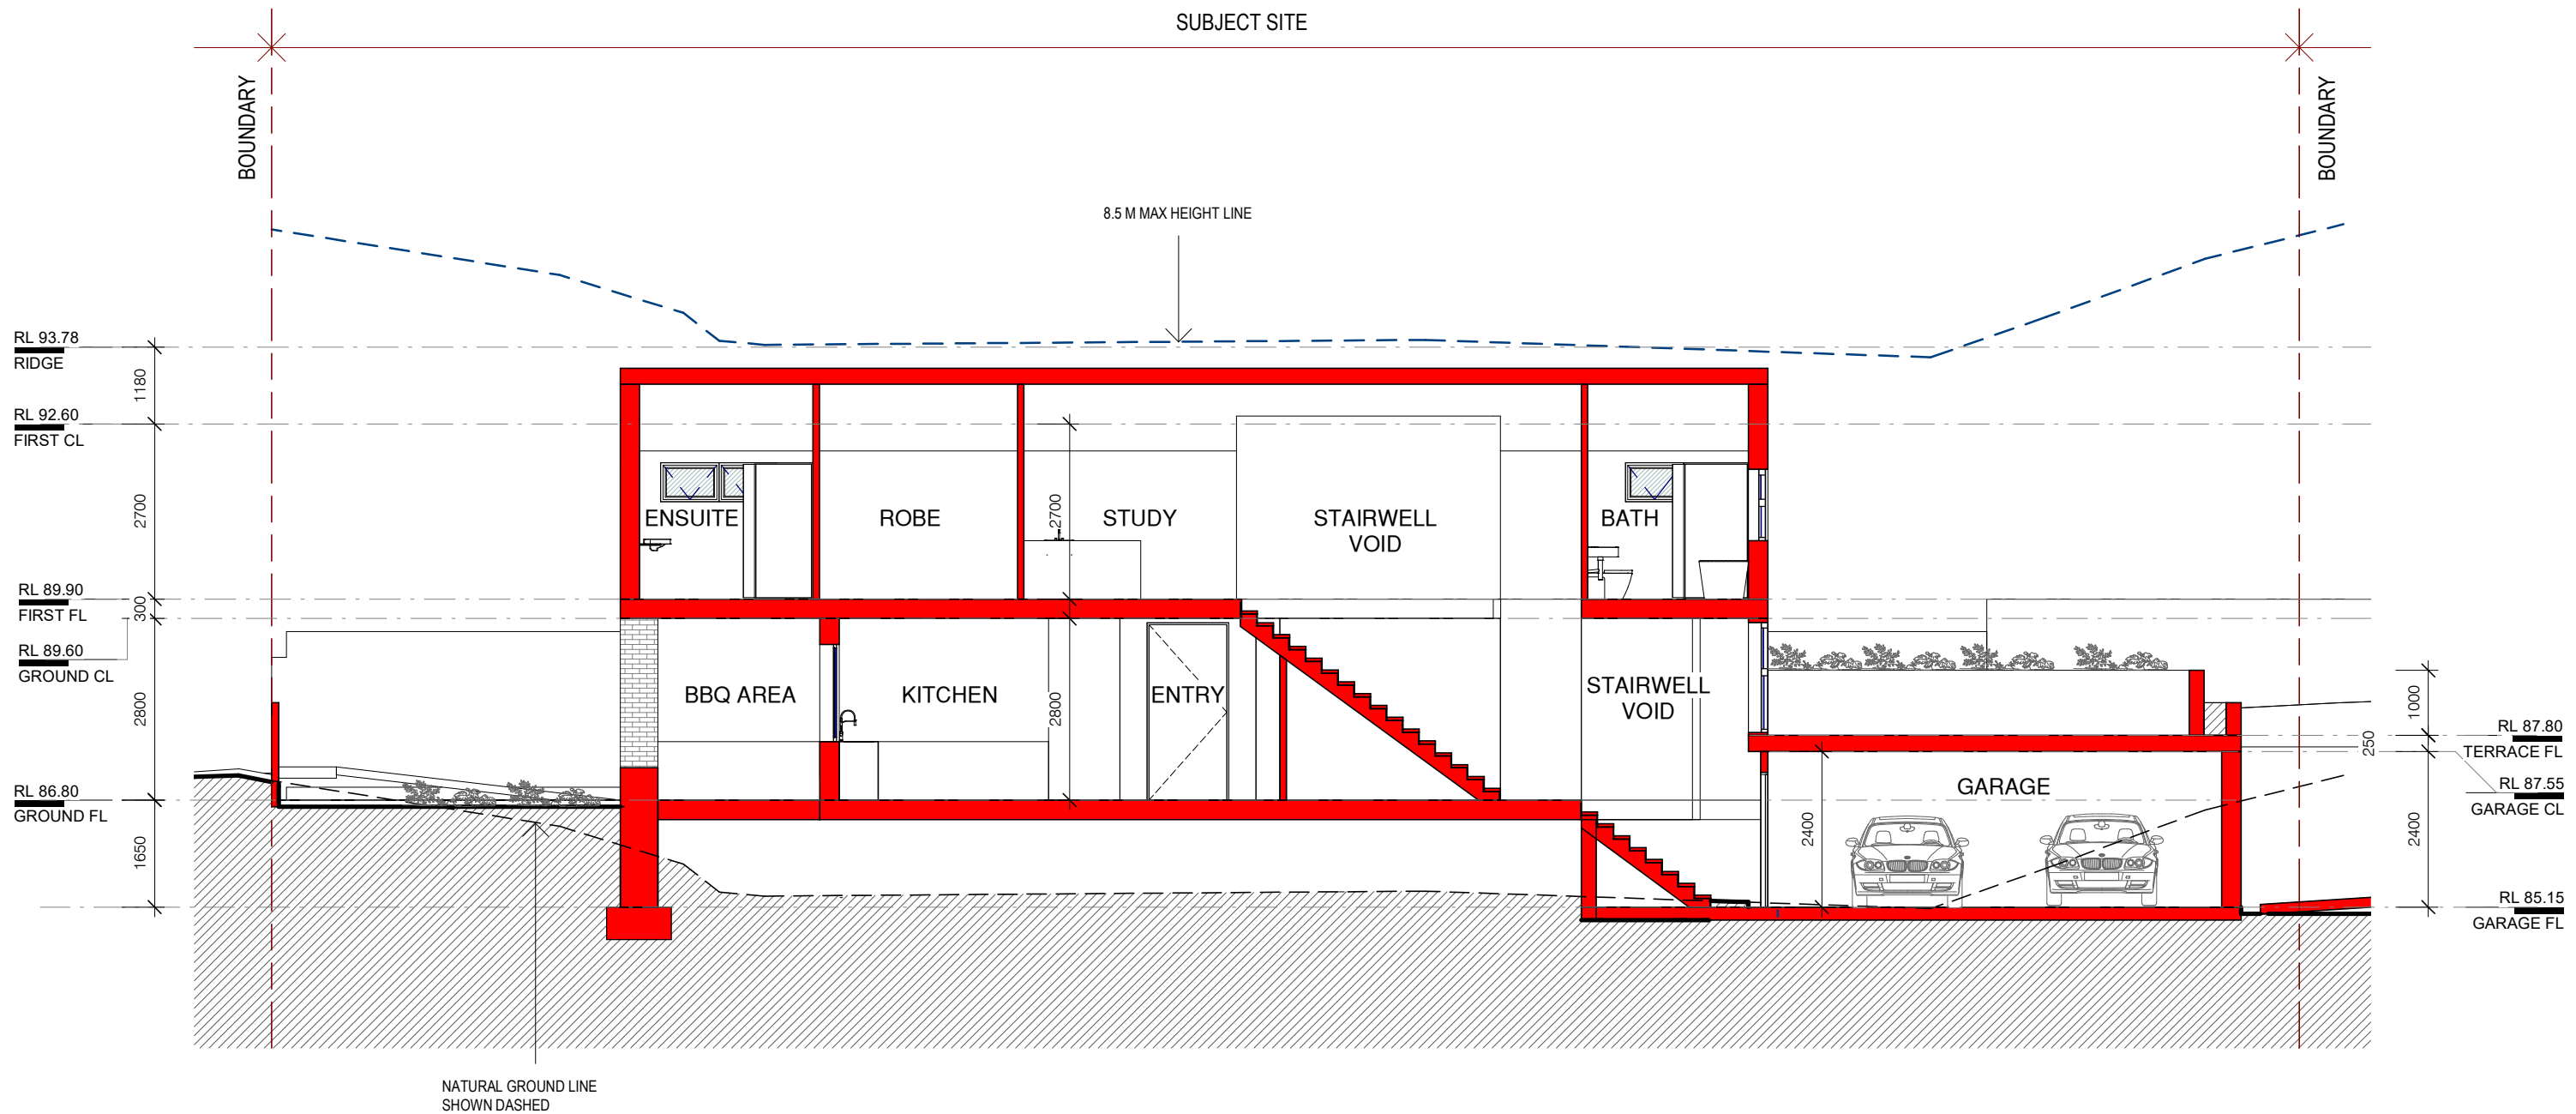 SUBJECT SITE
BOUNDARY
BOUNDARY
8.5 M MAX HEIGHT LINE
RL 93.78
RIDGE
1180
RL 92.60
FIRST CL
2700
2700
ENSUITE
ROBE
STUDY
STAIRWELL
VOID
BATH
RL 89.90
FIRST FL
300
RL 89.60
GROUND CL
2800
BBQ AREA
KITCHEN
2800
ENTRY
STAIRWELL
VOID
1000
RL 87.80
TERRACE FL
250
RL 87.55
GARAGE CL
GARAGE
RL 86.80
GROUND FL
1650
2400
2400
RL 85.15
GARAGE FL
NATURAL GROUND LINE
SHOWN DASHED